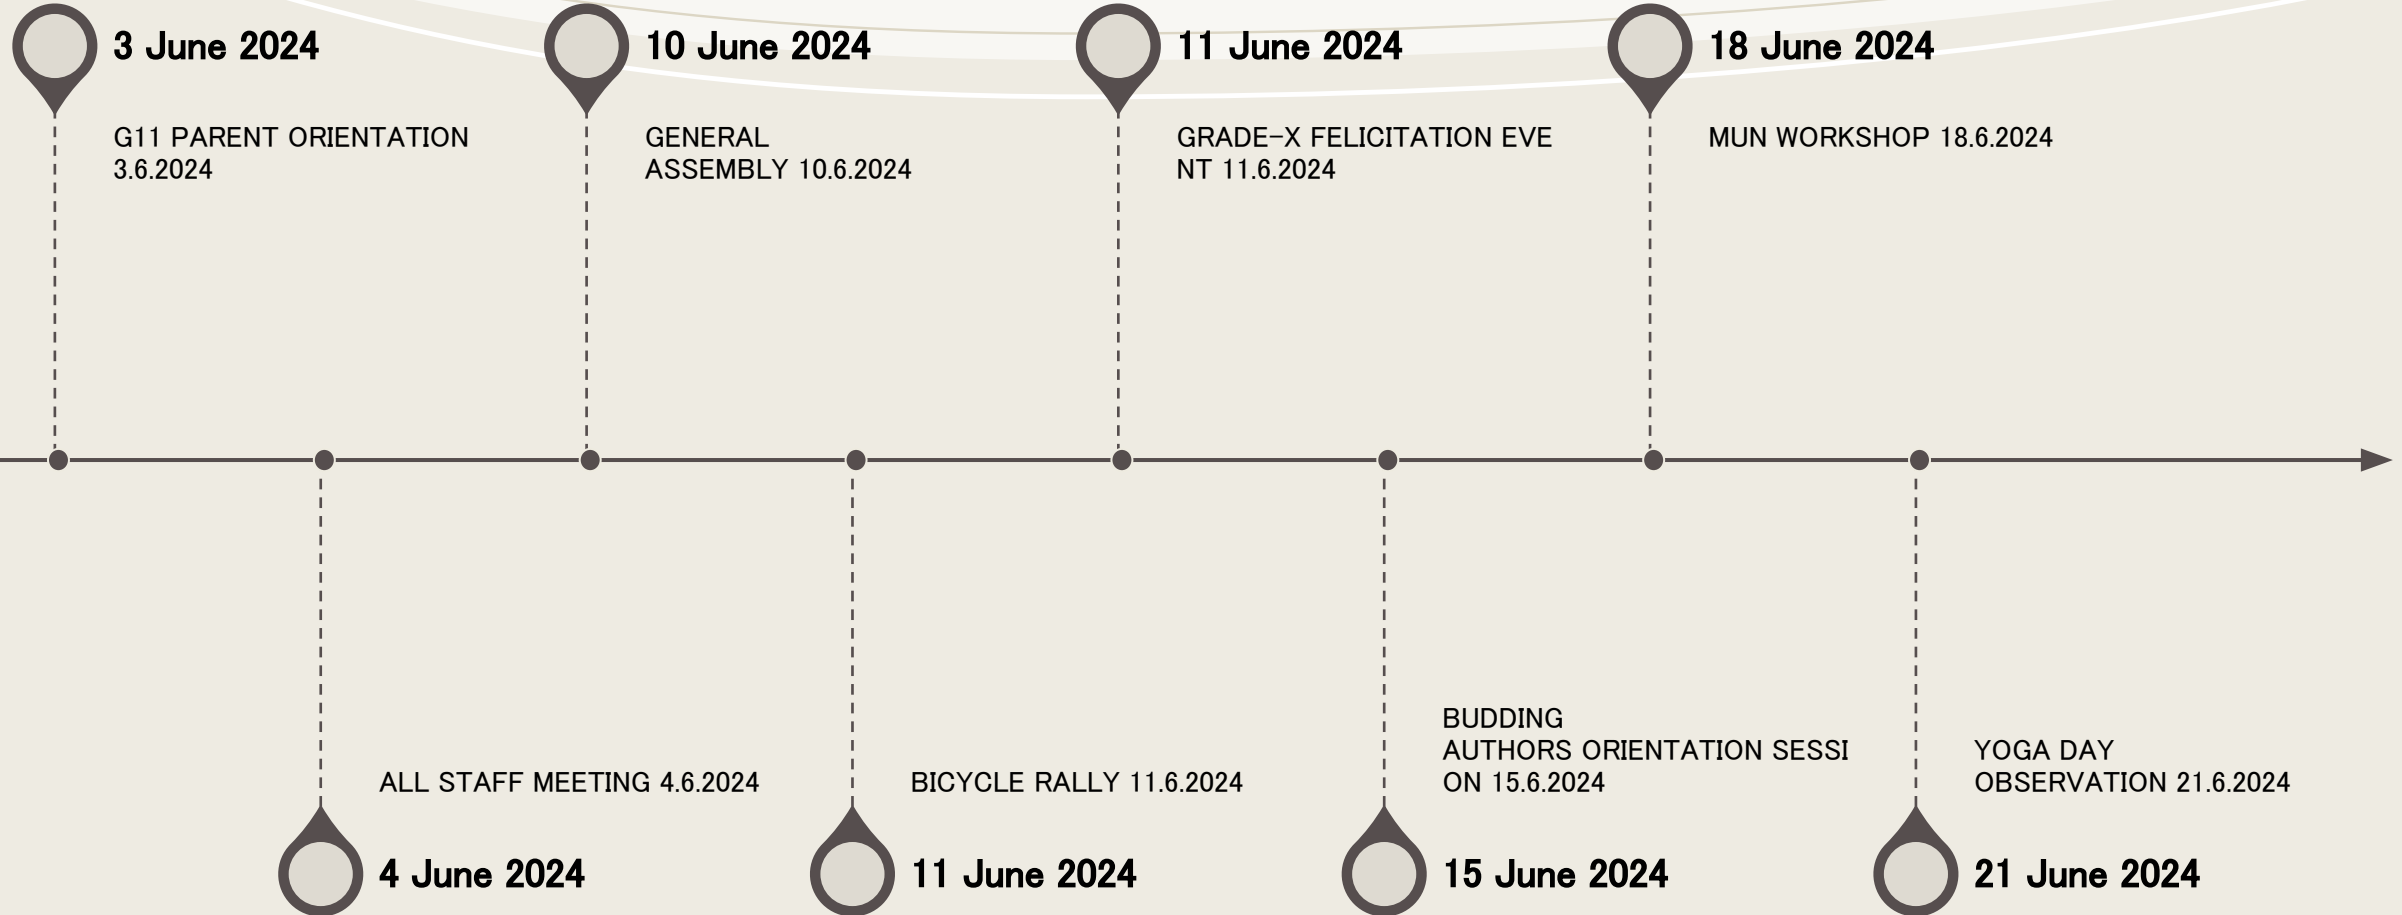 3 June 2024
G11 PARENT ORIENTATION
3.6.2024
10 June 2024
GENERAL
ASSEMBLY 10.6.2024
11 June 2024
GRADE-X FELICITATION EVE
NT 11.6.2024
18 June 2024
MUN WORKSHOP 18.6.2024
ALL STAFF MEETING 4.6.2024
4 June 2024
BICYCLE RALLY 11.6.2024
11 June 2024
BUDDING
AUTHORS ORIENTATION SESSI
ON 15.6.2024
15 June 2024
YOGA DAY
OBSERVATION 21.6.2024
21 June 2024